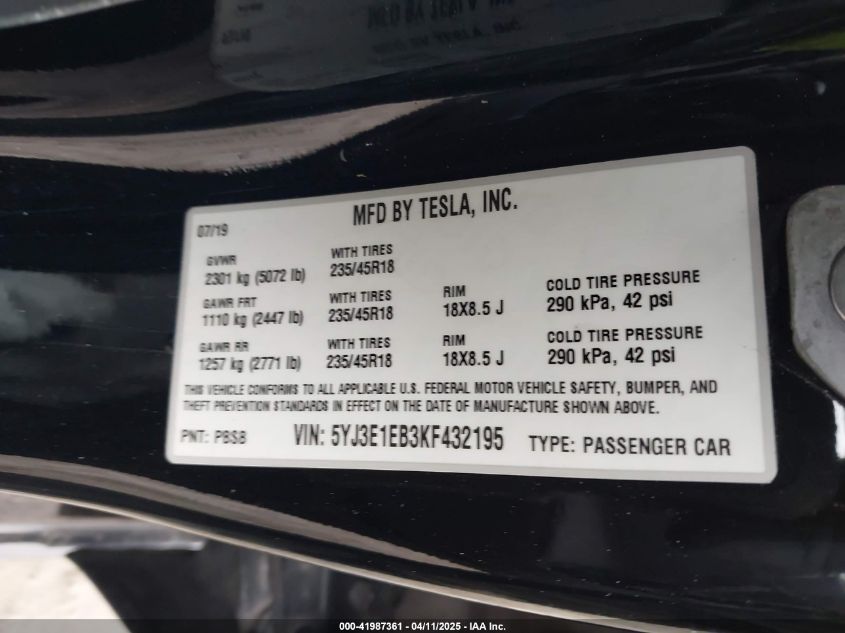 MFD BY TESLA, INC.
07/19
GVWR
2301 kg (5072 lb)
WITH TIRES
235/45R18
GAWR FRT
1110 kg (2447 lb)
WITH TIRES
235/45R18
RIM
18X8.5 J
COLD TIRE PRESSURE
290 kPa, 42 psi
GAWR RR
1257 kg (2771 lb)
WITH TIRES
235/45R18
RIM
18X8.5 J
COLD TIRE PRESSURE
290 kPa, 42 psi
THIS VEHICLE CONFORMS TO ALL APPLICABLE U.S. FEDERAL MOTOR VEHICLE SAFETY, BUMPER, AND
THEFT PREVENTION STANDARDS IN EFFECT ON THE DATE OF MANUFACTURE SHOWN ABOVE.
PNT: PBSB
VIN: 5YJ3E1EB3KF432195
TYPE: PASSENGER CAR
000-41987361 - 04/11/2025 - IAA Inc.